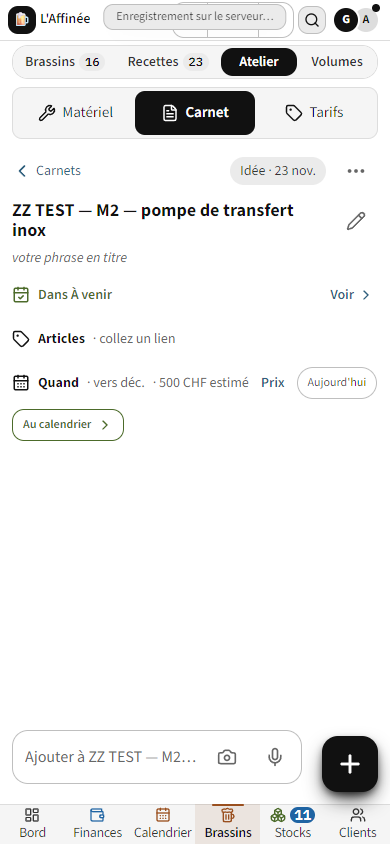 L'Affinée
Enregistrement sur le serveur…
G
A
Brassins 16
Recettes 23
Atelier
Volumes
Matériel
Carnet
Tarifs
Carnets
Idée · 23 nov.
ZZ TEST — M2 — pompe de transfert
inox
votre phrase en titre
Dans À venir
Voir
Articles · collez un lien
Quand · vers déc. · 500 CHF estimé Prix Aujourd'hui
Au calendrier
Ajouter à ZZ TEST — M2…
Bord
Finances
Calendrier
Brassins
11
Stocks
Clients